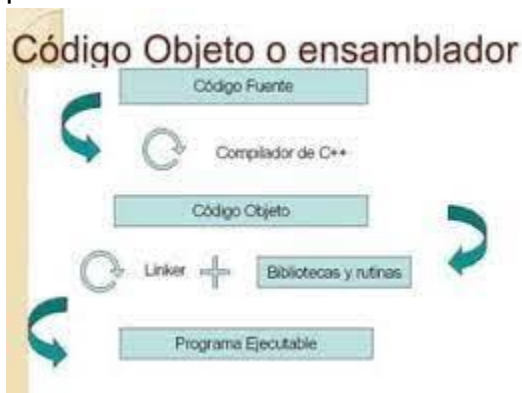 Código Objeto o ensamblador
Código Fuente
Compilador de C++
Código Objeto
Linker
Bibliotecas y rutinas
Programa Ejecutable